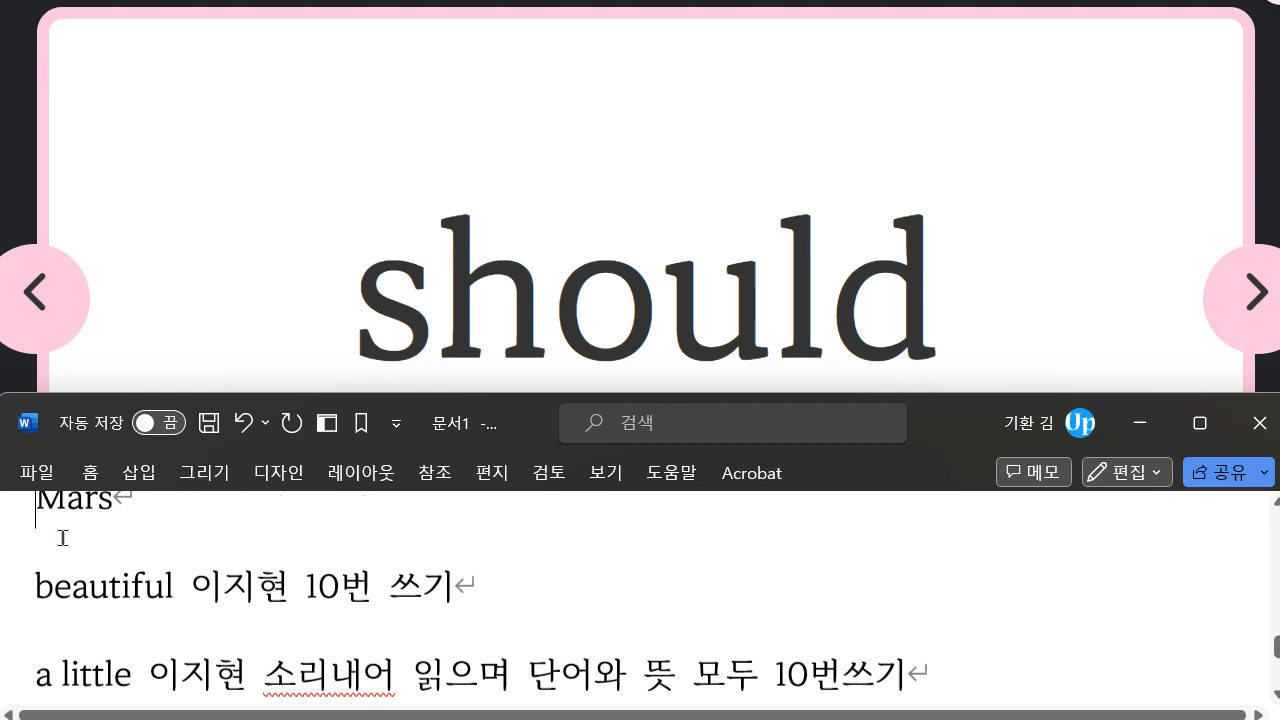 should
자동 저장 끔 문서1 -... 검색 기환 김 Up
파일 홈 삽입 그리기 디자인 레이아웃 참조 편지 검토 보기 도움말 Acrobat 메모 편집 공유
Mars
beautiful 이지현 10번 쓰기
a little 이지현 소리내어 읽으며 단어와 뜻 모두 10번쓰기